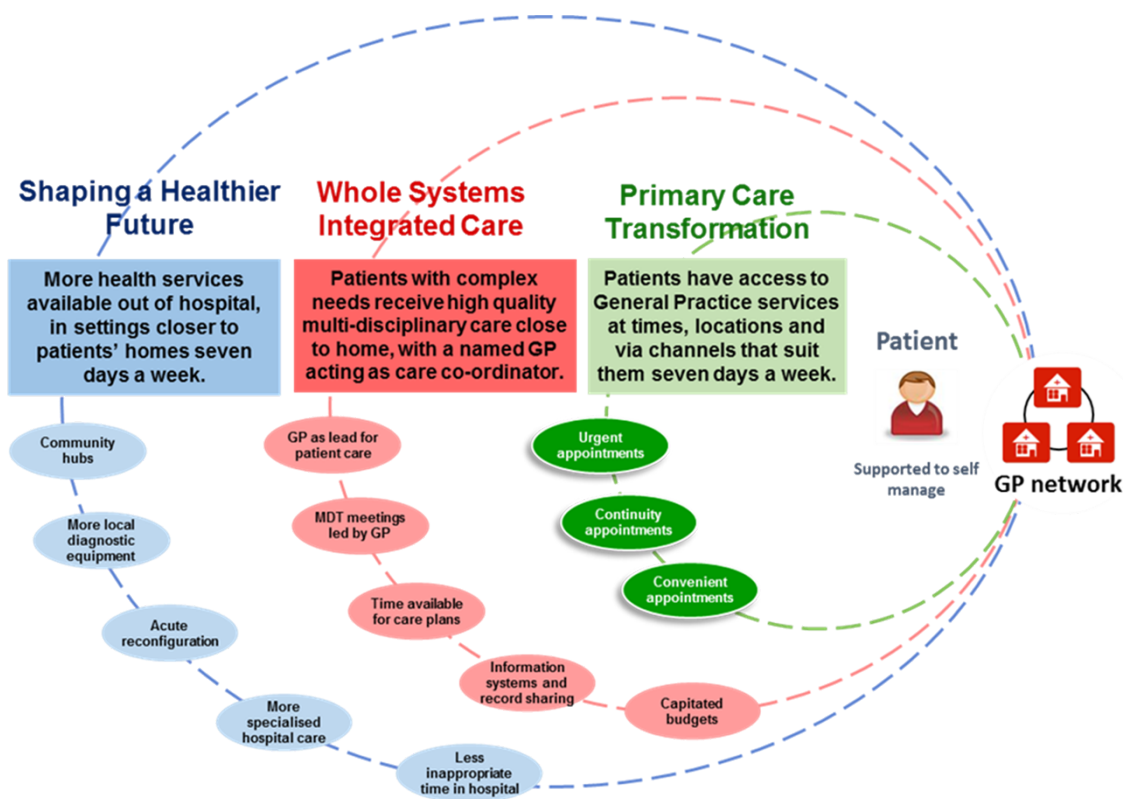 Shaping a Healthier
Future
More health services
available out of hospital,
in settings closer to
patients’ homes seven
days a week.
Community
hubs
More local
diagnostic
equipment
Acute
reconfiguration
More
specialised
hospital care
Less
inappropriate
time in hospital
Whole Systems
Integrated Care
Patients with complex
needs receive high quality
multi-disciplinary care close
to home, with a named GP
acting as care co-ordinator.
GP as lead for
patient care
MDT meetings
led by GP
Time available
for care plans
Information
systems and
record sharing
Capitated
budgets
Primary Care
Transformation
Patients have access to
General Practice services
at times, locations and
via channels that suit
them seven days a week.
Urgent
appointments
Continuity
appointments
Convenient
appointments
Patient
Supported to self
manage
GP network